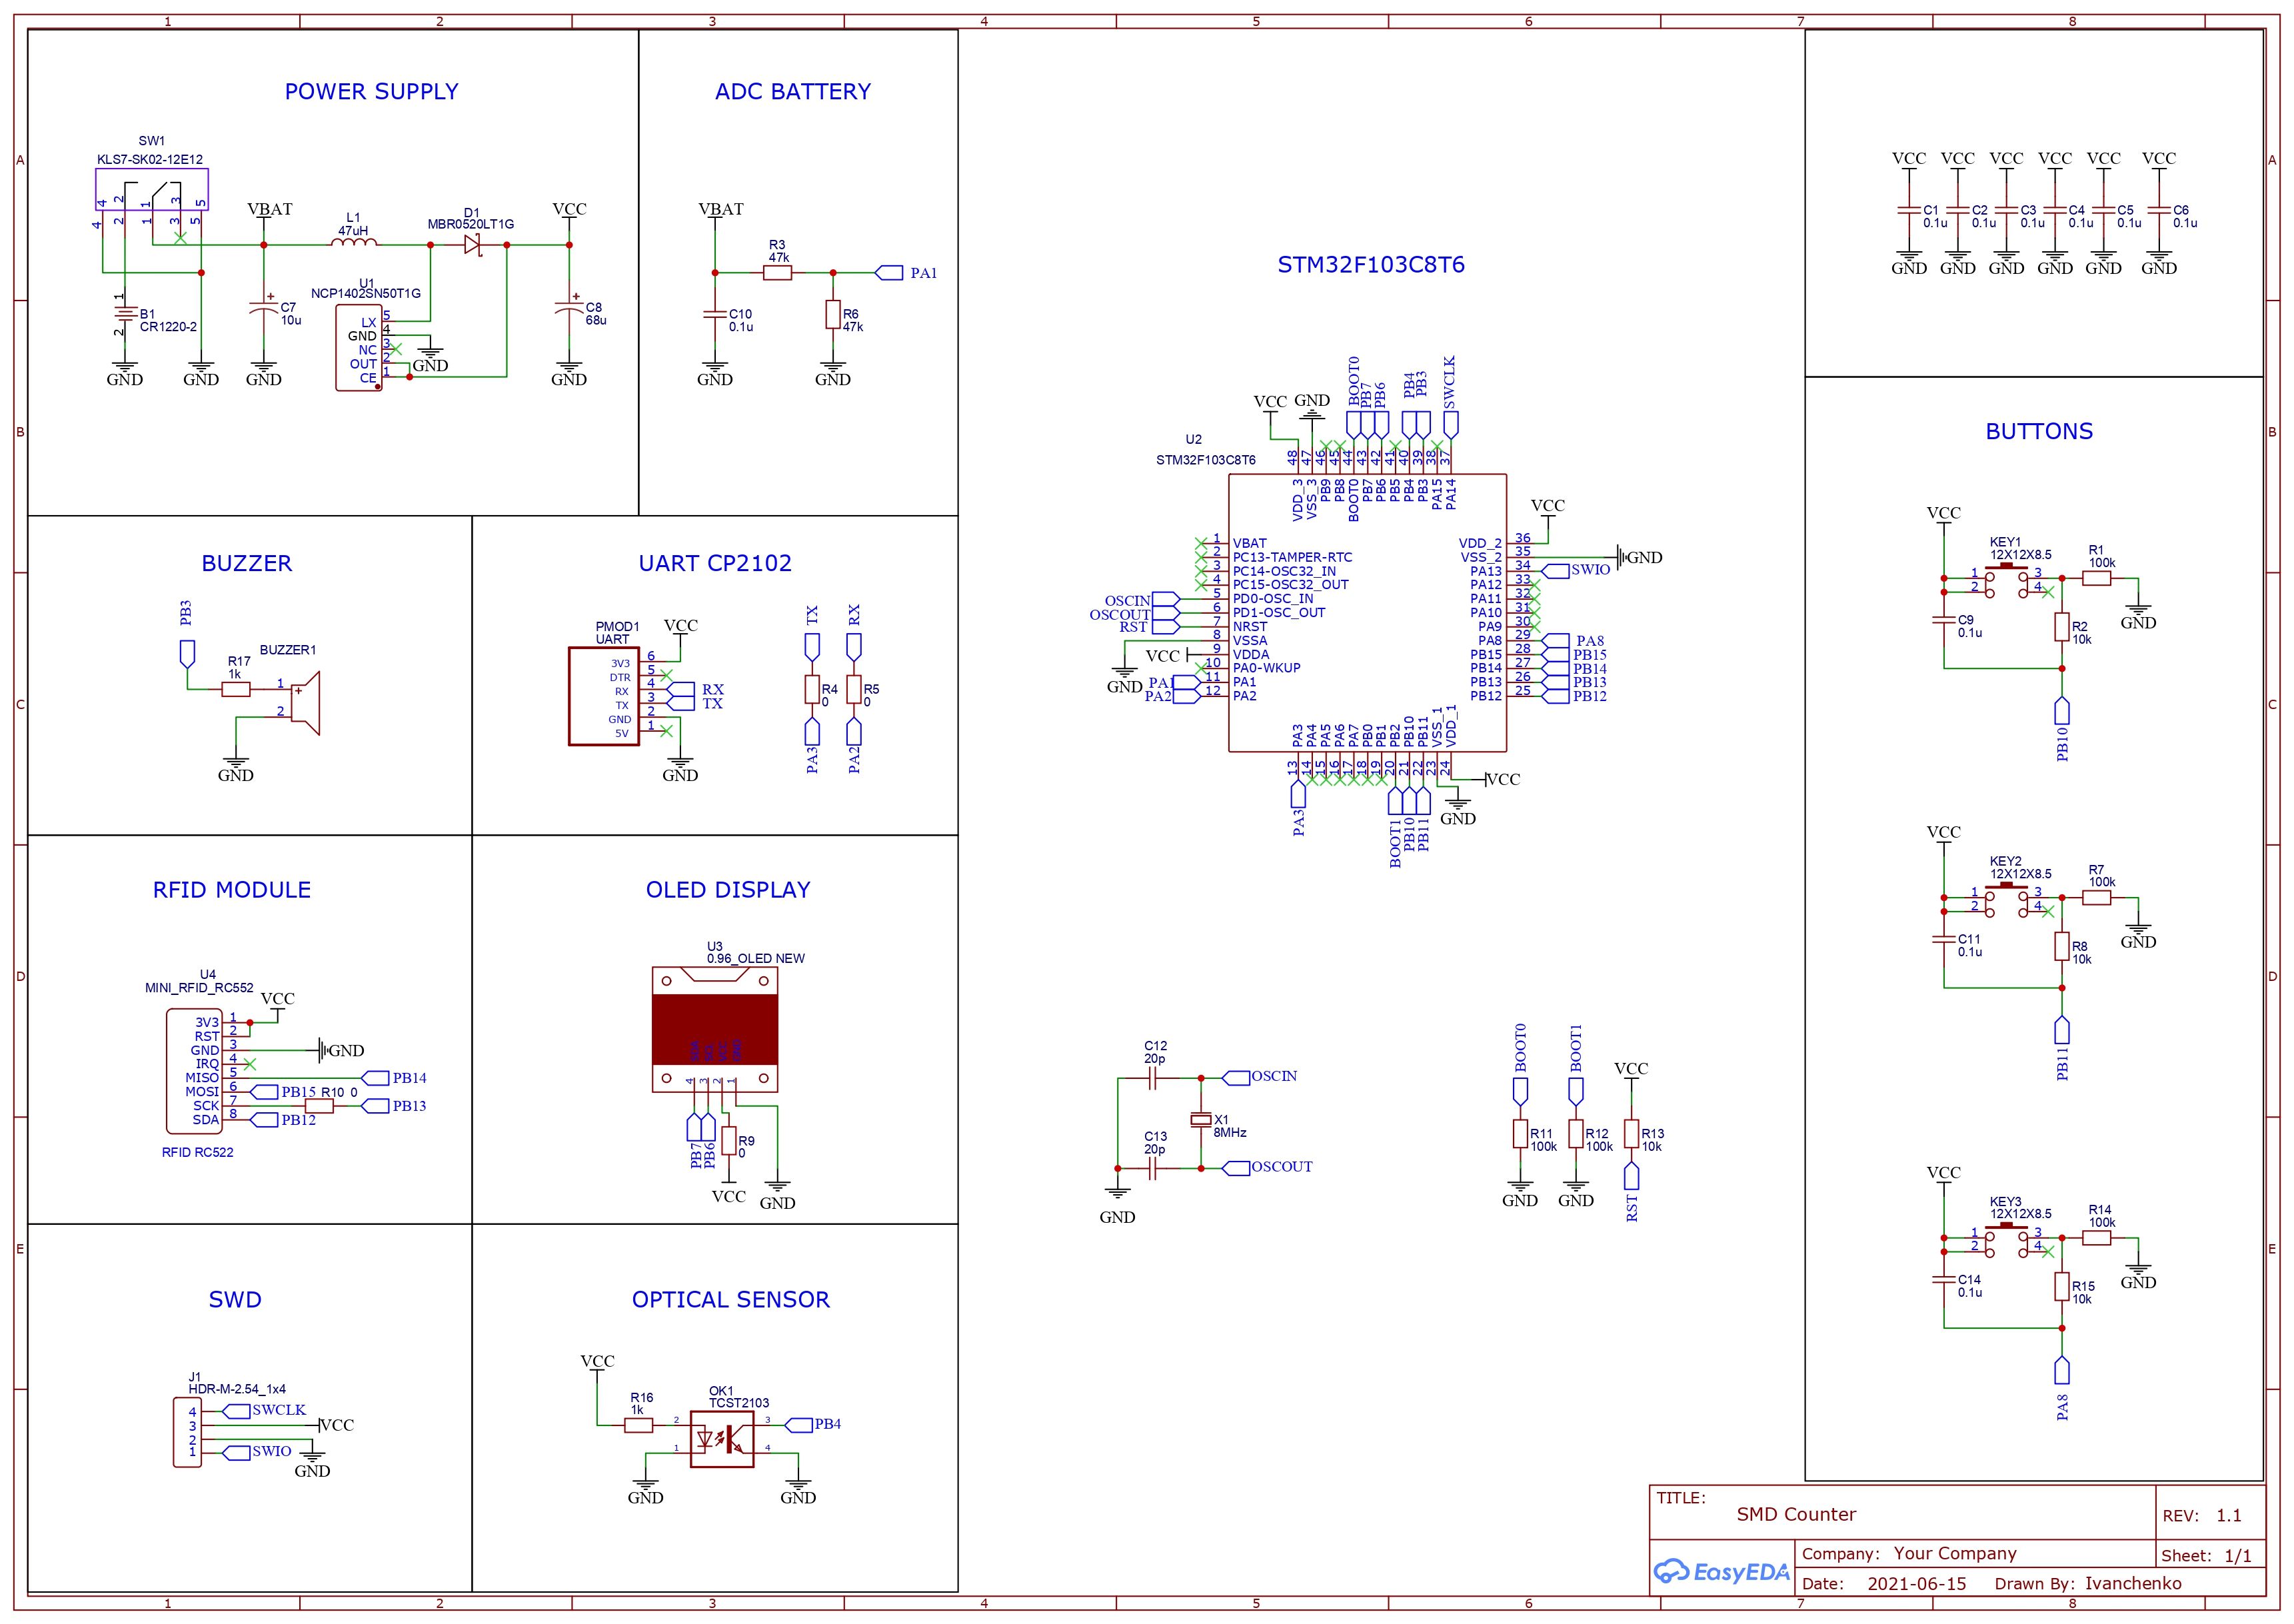 1 2 3 4 5 6 7 8
A
B
C
D
E
POWER SUPPLY
SW1
KLS7-SK02-12E12
4 2 1 3 5
4 2 1 3 5
VBAT
L1
47uH
D1
MBR0520LT1G
VCC
1
B1
CR1220-2
2
C7
10u
U1
NCP1402SN50T1G
LX 5
GND 4
NC 3
OUT 2
CE 1
GND
C8
68u
GND GND GND GND
ADC BATTERY
VBAT
R3
47k
PA1
C10
0.1u
R6
47k
GND GND
BUZZER
PB3
R17
1k
BUZZER1
1
2
GND
UART CP2102
PMOD1
UART
VCC
3V3 6
DTR 5
RX 4 RX
TX 3 TX
GND 2
5V 1
GND
TX RX
R4
0
R5
0
PA3 PA2
RFID MODULE
U4
MINI_RFID_RC552
VCC
3V3 1
RST 2
GND 3 GND
IRQ 4
MISO 5 PB14
MOSI 6 PB15 R10 0
SCK 7 PB13
SDA 8 PB12
RFID RC522
OLED DISPLAY
U3
0.96_OLED NEW
4 3 2 1
PB7 PB6
R9
0
VCC
GND
SWD
J1
HDR-M-2.54_1x4
4 SWCLK
3 VCC
2
1 SWIO
GND
OPTICAL SENSOR
VCC
R16
1k
OK1
TCST2103
2 3 PB4
1 4
GND GND
STM32F103C8T6
U2
STM32F103C8T6
VCC GND BOOT0 PB7 PB6 PB4 PB3 SWCLK
48 47 46 45 44 43 42 41 40 39 38 37
VDD_3 VSS_3 PB9 PB8 BOOT0 PB7 PB6 PB5 PB4 PB3 PA15 PA14
1 VBAT
2 PC13-TAMPER-RTC
3 PC14-OSC32_IN
4 PC15-OSC32_OUT
OSCIN 5 PD0-OSC_IN
OSCOUT 6 PD1-OSC_OUT
RST 7 NRST
8 VSSA
VCC 9 VDDA
10 PA0-WKUP
GND
PA1 11 PA1
PA2 12 PA2
VCC
VDD_2 36
VSS_2 35 GND
PA13 34 SWIO
PA12 33
PA11 32
PA10 31
PA9 30
PA8 29 PA8
PB15 28 PB15
PB14 27 PB14
PB13 26 PB13
PB12 25 PB12
PA3 PA4 PA5 PA6 PA7 PB0 PB1 PB2 PB10 PB11 VSS_1 VDD_1
13 14 15 16 17 18 19 20 21 22 23 24
VCC
GND
PA3 BOOT1 PB10 PB11
C12
20p
OSCIN
X1
8MHz
C13
20p
OSCOUT
GND
BOOT0 BOOT1 VCC
R11
100k
R12
100k
R13
10k
GND GND RST
VCC VCC VCC VCC VCC VCC
C1
0.1u
C2
0.1u
C3
0.1u
C4
0.1u
C5
0.1u
C6
0.1u
GND GND GND GND GND GND
BUTTONS
VCC
KEY1
12X12X8.5
R1
100k
1 3
2 4
C9
0.1u
R2
10k
GND
PB10
VCC
KEY2
12X12X8.5
R7
100k
1 3
2 4
C11
0.1u
R8
10k
GND
PB11
VCC
KEY3
12X12X8.5
R14
100k
1 3
2 4
C14
0.1u
R15
10k
GND
PA8
TITLE:
SMD Counter
REV: 1.1
EasyEDA
Company: Your Company
Sheet: 1/1
Date: 2021-06-15 Drawn By: Ivanchenko
A
B
C
D
E
1 2 3 4 5 6 7 8